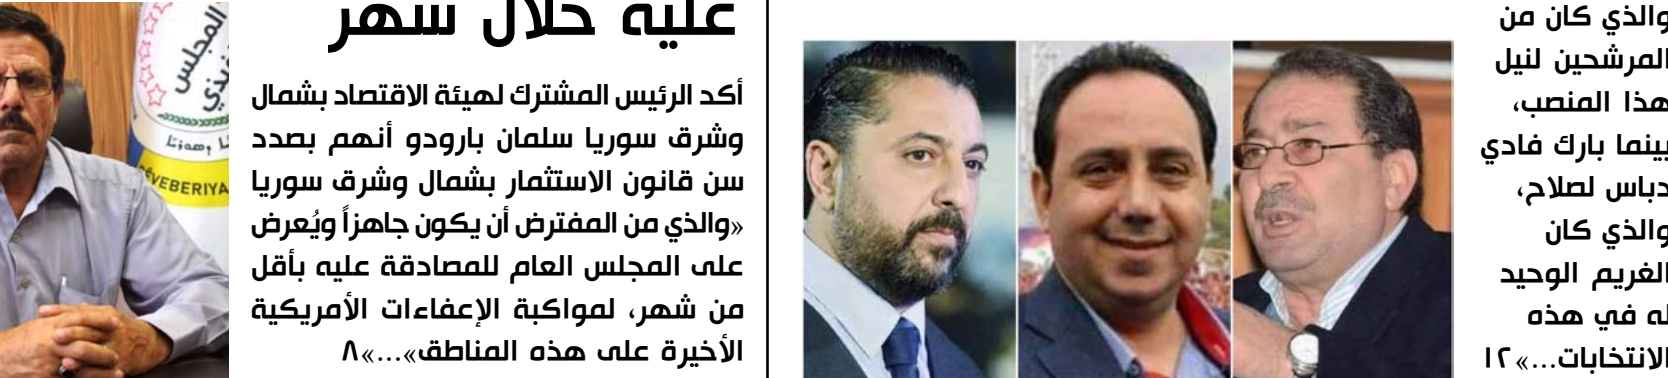 والذي كان من
المرشحين لنيل
هذا المنصب،
بينما بارك فادي
دباس لصلاح،
والذي كان
الغريم الوحيد
له في هذه
الانتخابات...»١٢
عليه خلال شهر
أكد الرئيس المشترك لهيئة الاقتصاد بشمال
وشرق سوريا سلمان بارودو أنهم بصدد
سن قانون الاستثمار بشمال وشرق سوريا
«والذي من المفترض أن يكون جاهزاً ويُعرض
على المجلس العام للمصادقة عليه بأقل
من شهر، لمواكبة الإعفاءات الأمريكية
الأخيرة على هذه المناطق»...»٨
المجلس
EVEBERIYA